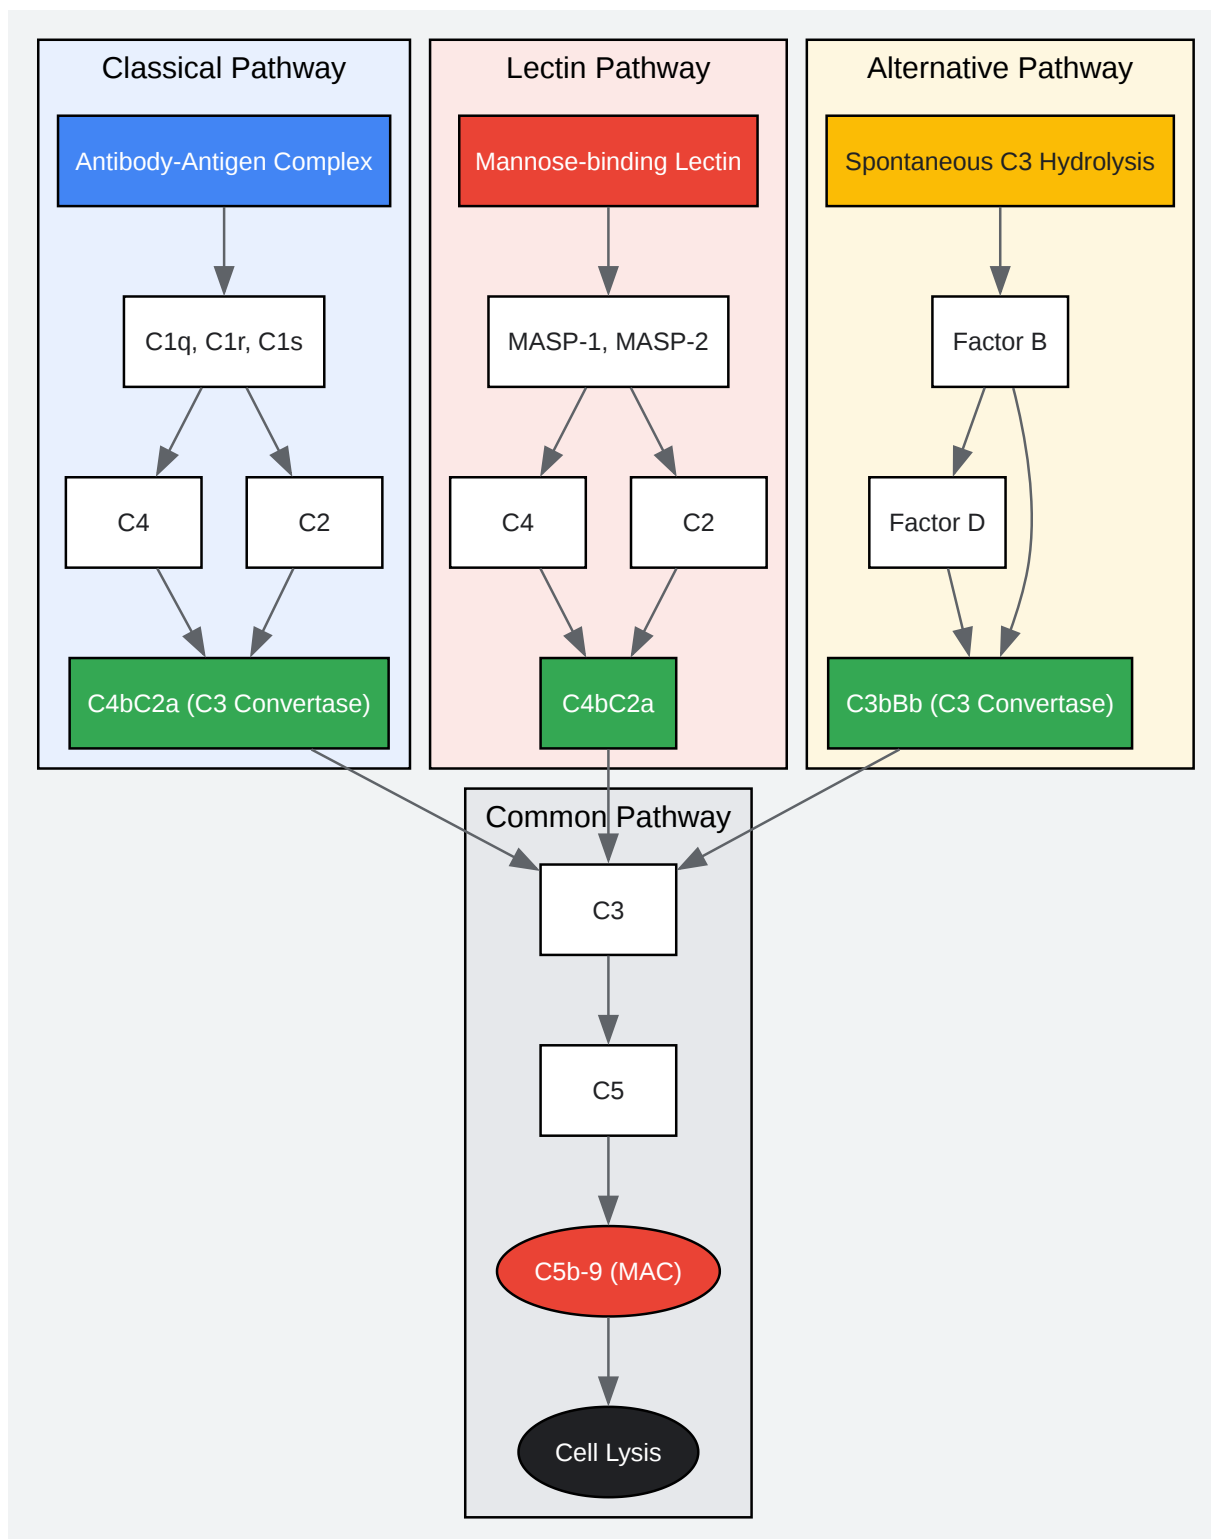 Classical Pathway
Antibody-Antigen Complex
C1q, C1r, C1s
C4
C2
C4bC2a (C3 Convertase)
Lectin Pathway
Mannose-binding Lectin
MASP-1, MASP-2
C4
C2
C4bC2a
Alternative Pathway
Spontaneous C3 Hydrolysis
Factor B
Factor D
C3bBb (C3 Convertase)
Common Pathway
C3
C5
C5b-9 (MAC)
Cell Lysis